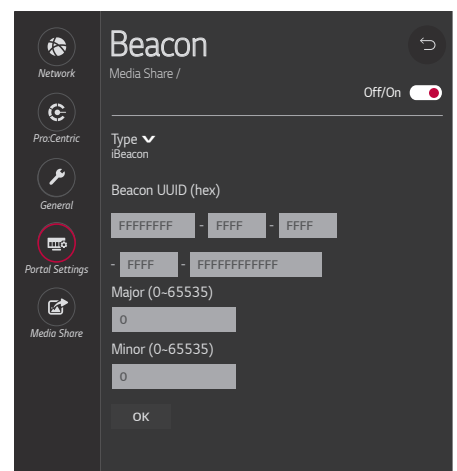 Beacon
Media Share /
Off/On
Network
Pro:Centric
General
Portal Settings
Media Share
Type
iBeacon
Beacon UUID (hex)
FFFFFFFF - FFFF - FFFF
- FFFF - FFFFFFFFFFFF
Major (0~65535)
0
Minor (0~65535)
0
OK